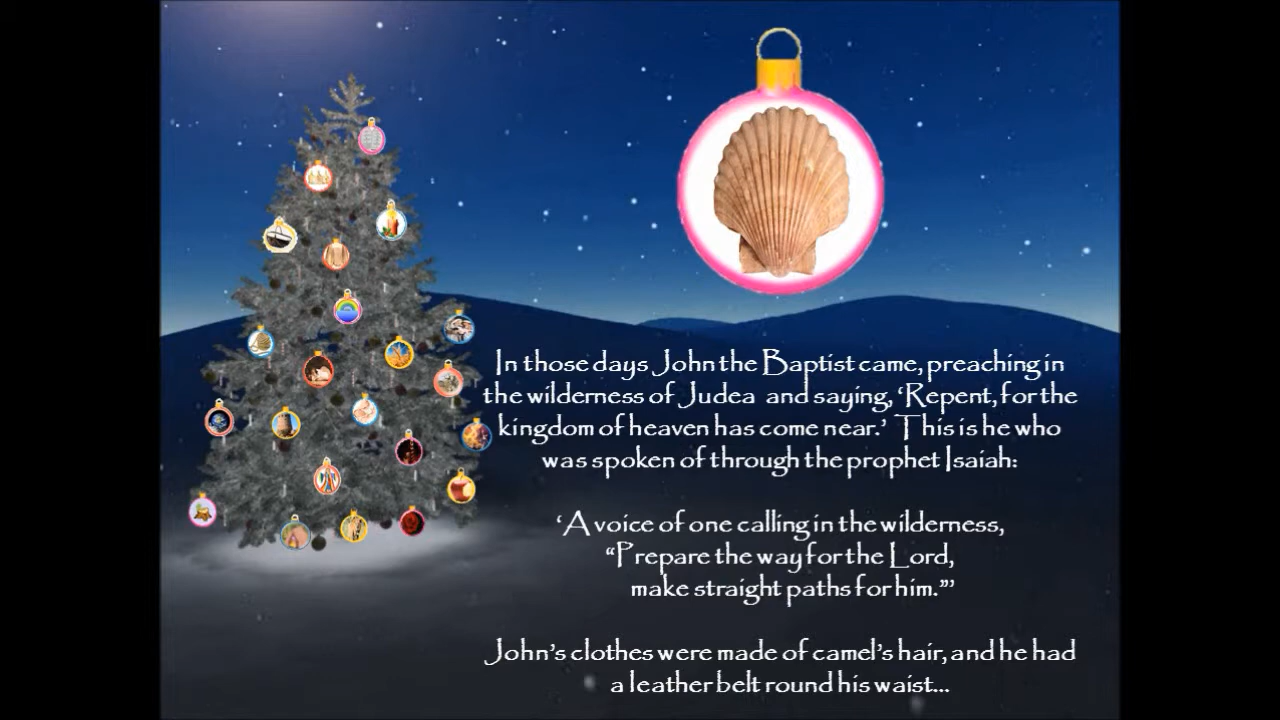 In those days John the Baptist came, preaching in
the wilderness of Judea and saying, ‘Repent, for the
kingdom of heaven has come near.’ This is he who
was spoken of through the prophet Isaiah:
‘A voice of one calling in the wilderness,
“Prepare the way for the Lord,
make straight paths for him.”’
John’s clothes were made of camel’s hair, and he had
a leather belt round his waist...